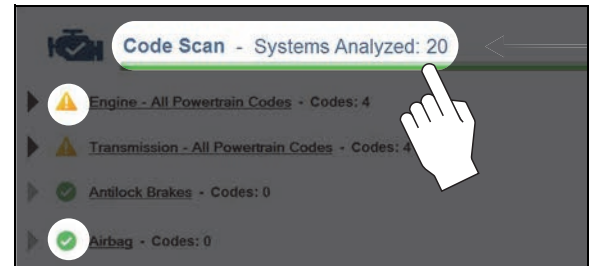 Code Scan - Systems Analyzed: 20
Engine - All Powertrain Codes - Codes: 4
Transmission - All Powertrain Codes - Codes: 4
Antilock Brakes - Codes: 0
Airbag - Codes: 0